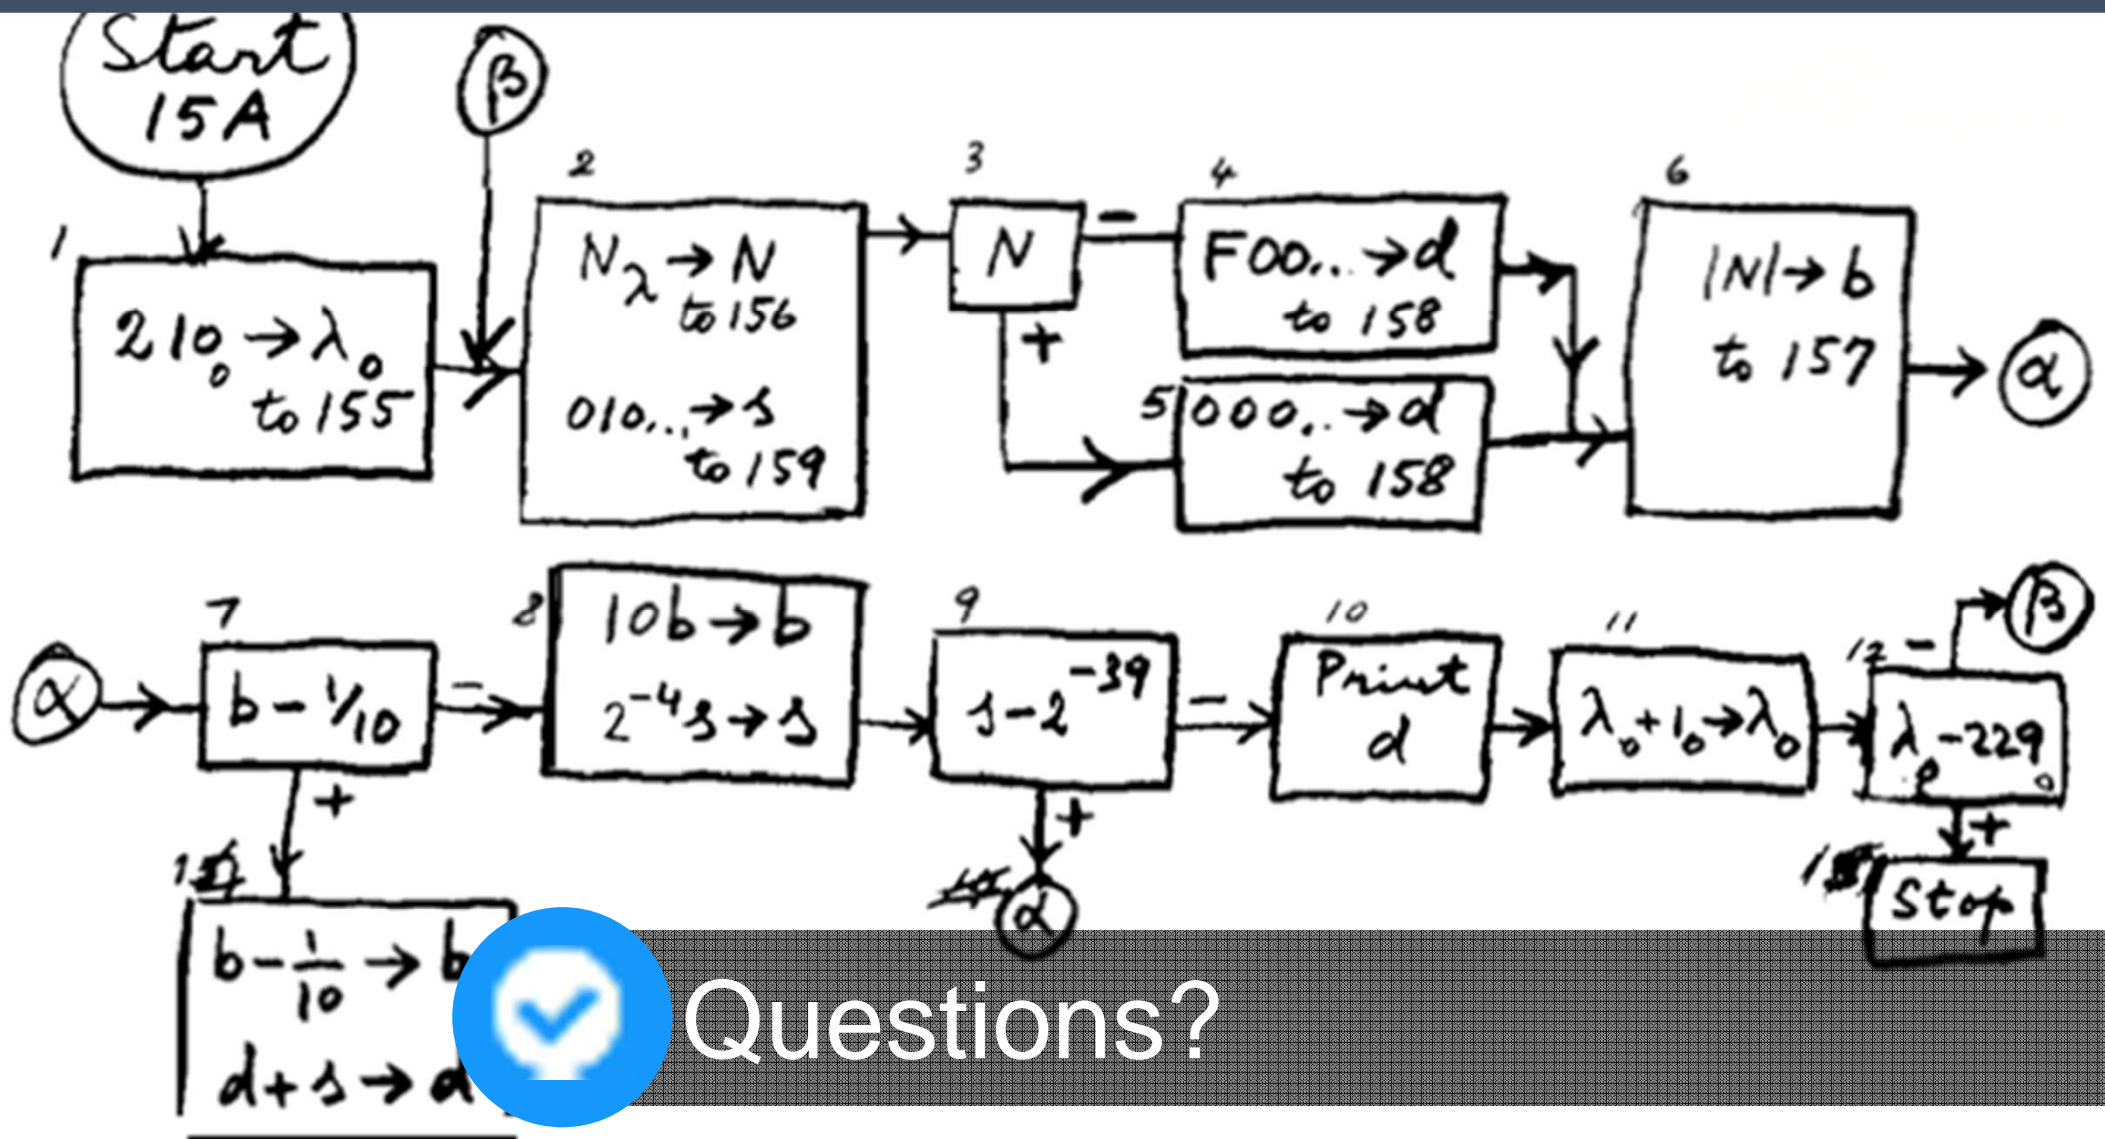 Start
15A
β
1
210₀ → λ₀
to 155
2
N_λ → N
to 156
010... → s
to 159
3
N
−
+
4
F00... → d
to 158
5
000... → d
to 158
6
|N| → b
to 157
α
α
7
b − 1/10
−
+
8
10b → b
2⁻⁴s → s
9
s − 2⁻³⁹
−
+
α
10
Print
d
11
λ₀ + 1₀ → λ₀
12
λ₀ − 229₀
−
β
+
Stop
b − 1/10 → b
d + s → d
Questions?